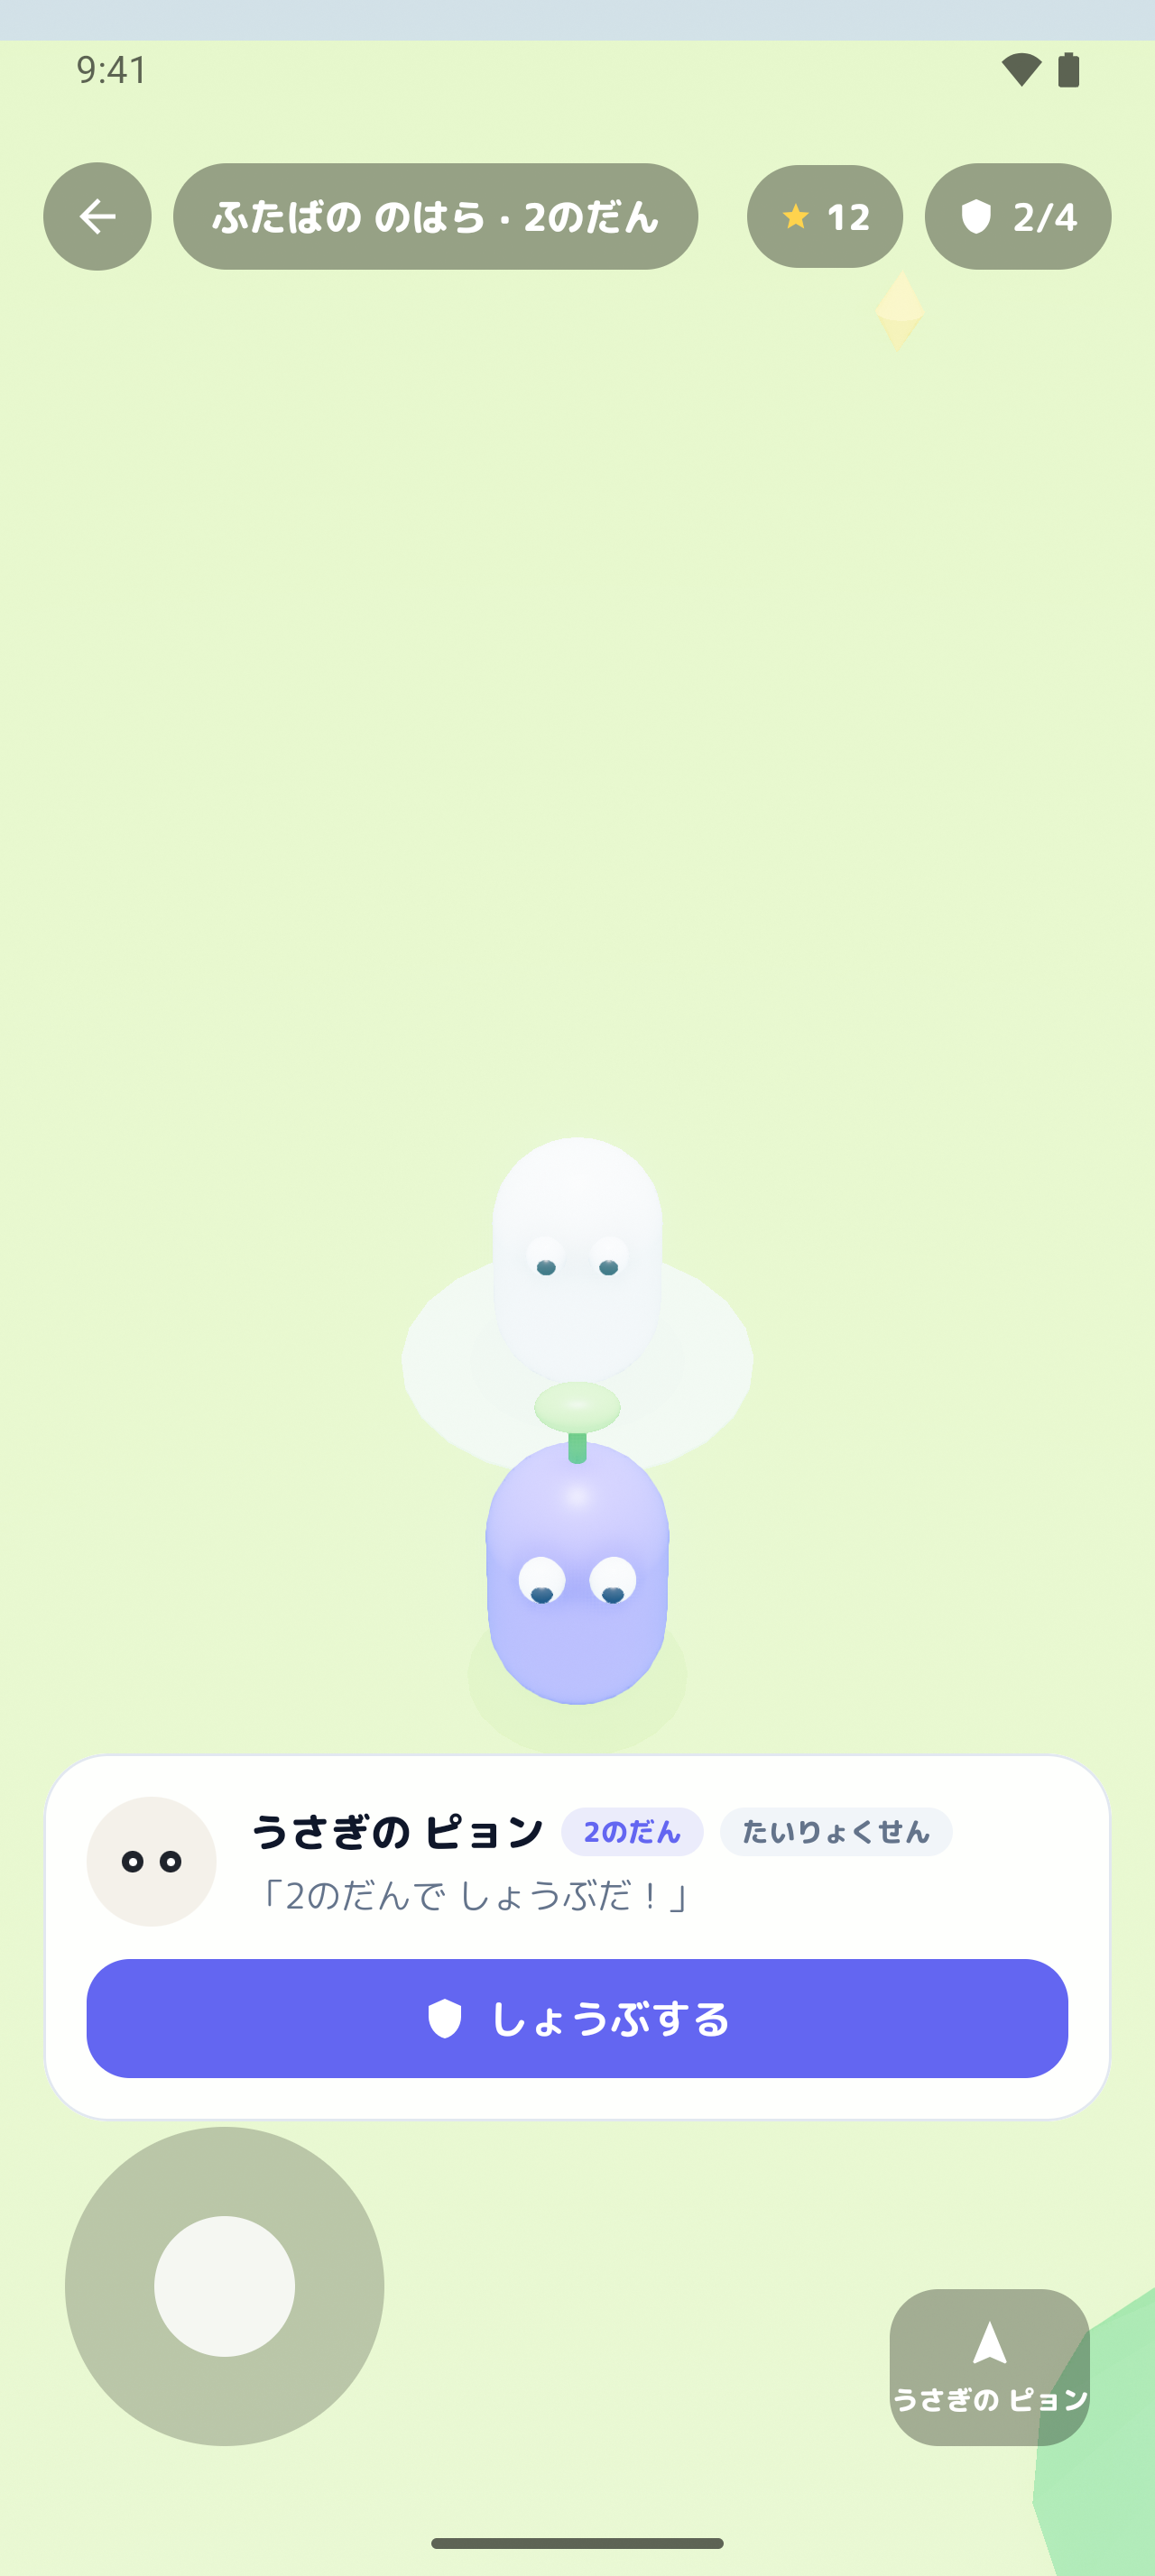 9:41
ふたばの のはら・2のだん
12
2/4
うさぎの ピョン
2のだん
たいりょくせん
「2のだんで しょうぶだ！」
しょうぶする
うさぎの ピョン